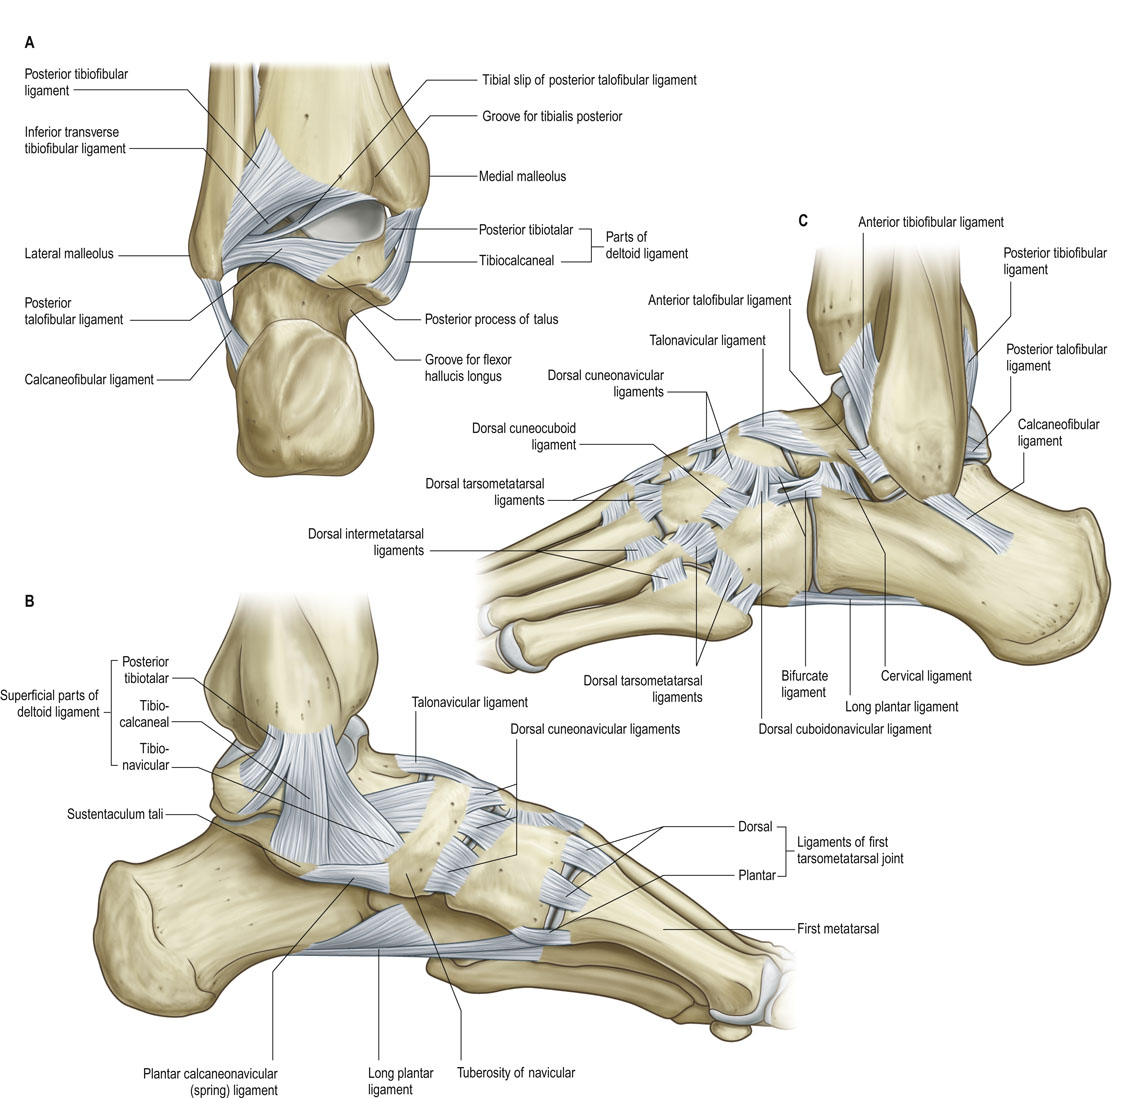 A
Posterior tibiofibular
ligament
Inferior transverse
tibiofibular ligament
Lateral malleolus
Posterior
talofibular ligament
Calcaneofibular ligament
Tibial slip of posterior talofibular ligament
Groove for tibialis posterior
Medial malleolus
Posterior tibiotalar
Tibiocalcaneal
Parts of
deltoid ligament
Posterior process of talus
Groove for flexor
hallucis longus
C
Anterior tibiofibular ligament
Posterior tibiofibular
ligament
Anterior talofibular ligament
Talonavicular ligament
Posterior talofibular
ligament
Dorsal cuneonavicular
ligaments
Calcaneofibular
ligament
Dorsal cuneocuboid
ligament
Dorsal tarsometatarsal
ligaments
Dorsal intermetatarsal
ligaments
Dorsal tarsometatarsal
ligaments
Bifurcate
ligament
Cervical ligament
Long plantar ligament
Dorsal cuboidonavicular ligament
B
Superficial parts of
deltoid ligament
Posterior
tibiotalar
Tibio-
calcaneal
Tibio-
navicular
Sustentaculum tali
Talonavicular ligament
Dorsal cuneonavicular ligaments
Dorsal
Plantar
Ligaments of first
tarsometatarsal joint
First metatarsal
Plantar calcaneonavicular
(spring) ligament
Long plantar
ligament
Tuberosity of navicular